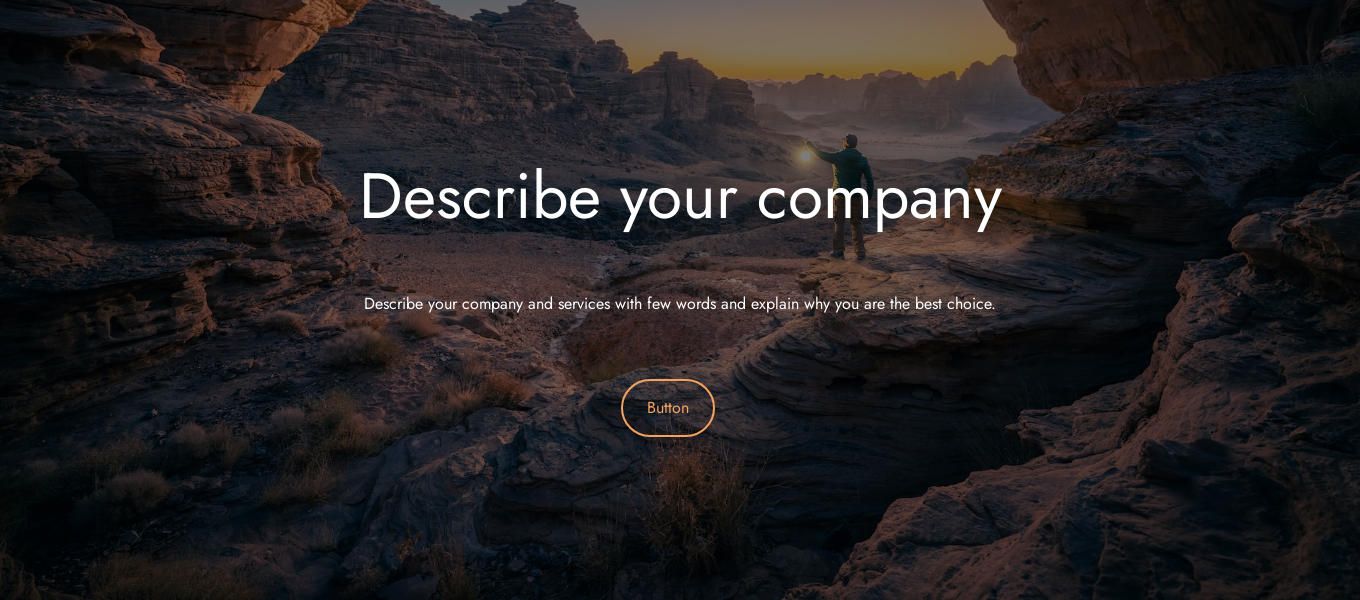 Describe your company
Describe your company and services with few words and explain why you are the best choice.
Button